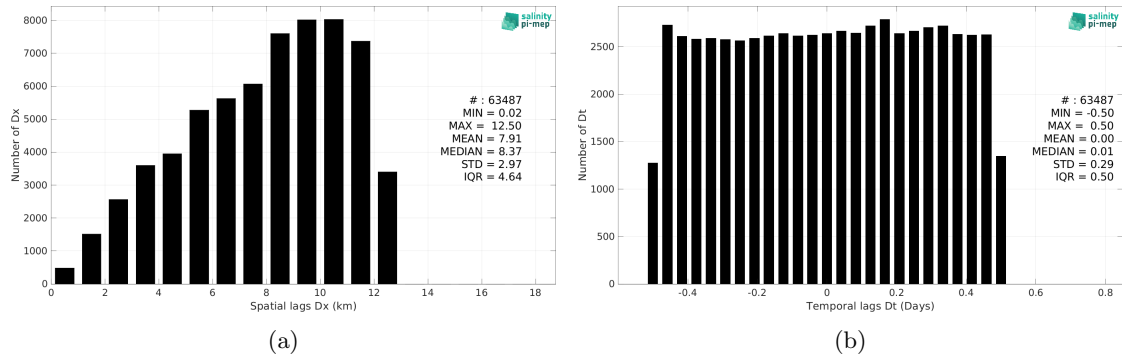 8000
7000
6000
5000
4000
3000
2000
1000
0
Number of Dx
0 2 4 6 8 10 12 14 16 18
Spatial lags Dx (km)
salinity
pi-mep
# : 63487
MIN = 0.02
MAX = 12.50
MEAN = 7.91
MEDIAN = 8.37
STD = 2.97
IQR = 4.64
(a)
2500
2000
1500
1000
500
0
Number of Dt
-0.4 -0.2 0 0.2 0.4 0.6 0.8
Temporal lags Dt (Days)
salinity
pi-mep
# : 63487
MIN = -0.50
MAX = 0.50
MEAN = 0.00
MEDIAN = 0.01
STD = 0.29
IQR = 0.50
(b)